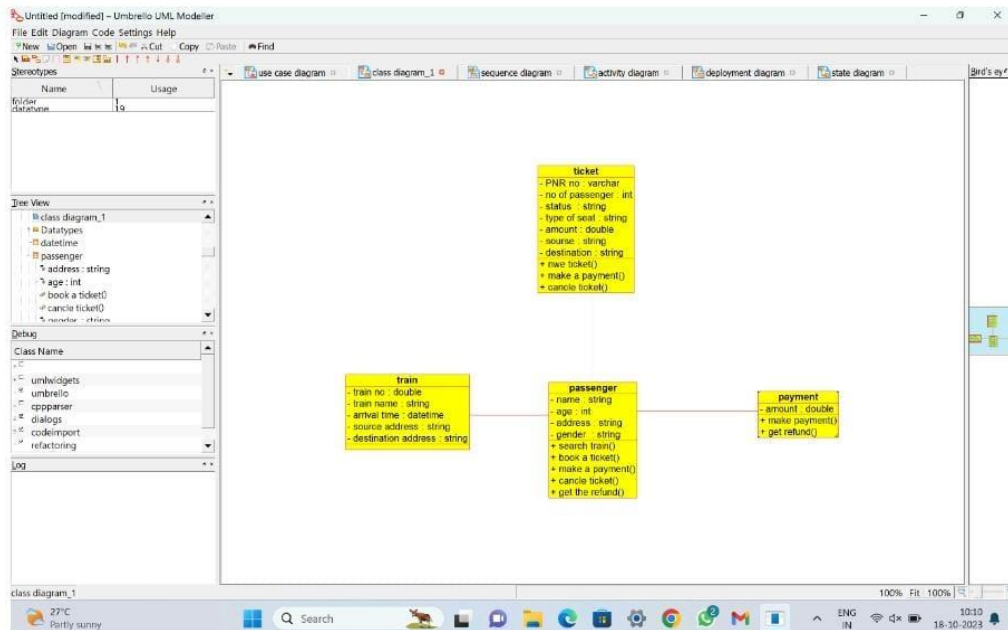 Untitled [modified] – Umbrello UML Modeller
File Edit Diagram Code Settings Help
New Open Cut Copy Paste Find
Stereotypes
use case diagram
class diagram_1
sequence diagram
activity diagram
deployment diagram
state diagram
Bird's ey
Name Usage
folder 1
datatype 19
Tree View
class diagram_1
Datatypes
datetime
passenger
address : string
age : int
book a ticket()
cancle ticket()
gender : string
Debug
Class Name
umlwidgets
umbrello
cppparser
dialogs
codeimport
refactoring
Log
ticket
- PNR no : varchar
- no of passenger : int
- status : string
- type of seat : string
- amount : double
- sourse : string
- destination : string
+ nwe ticket()
+ make a payment()
+ cancle ticket()
train
- train no : double
- train name : string
- arrival time : datetime
- source address : string
- destination address : string
passenger
- name : string
- age : int
- address : string
- gender : string
+ search train()
+ book a ticket()
+ make a payment()
+ cancle ticket()
+ get the refund()
payment
- amount : double
+ make payment()
+ get refund()
class diagram_1
100% Fit 100%
27°C
Partly sunny
Search
2
ENG
IN
10:10
18-10-2023